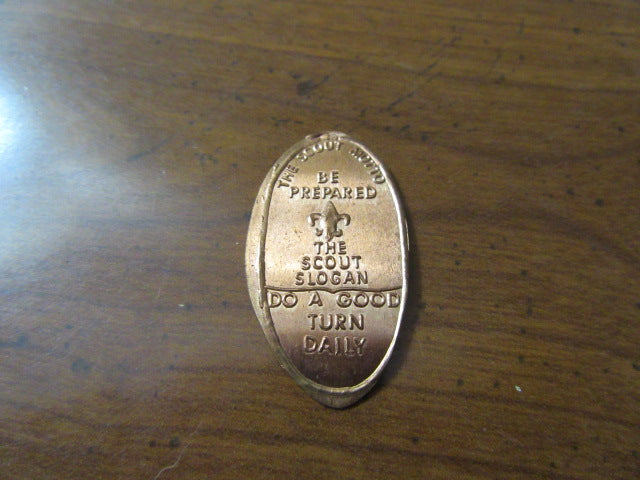 THE SCOUT MOTTO
BE
PREPARED
THE
SCOUT
SLOGAN
DO A GOOD
TURN
DAILY